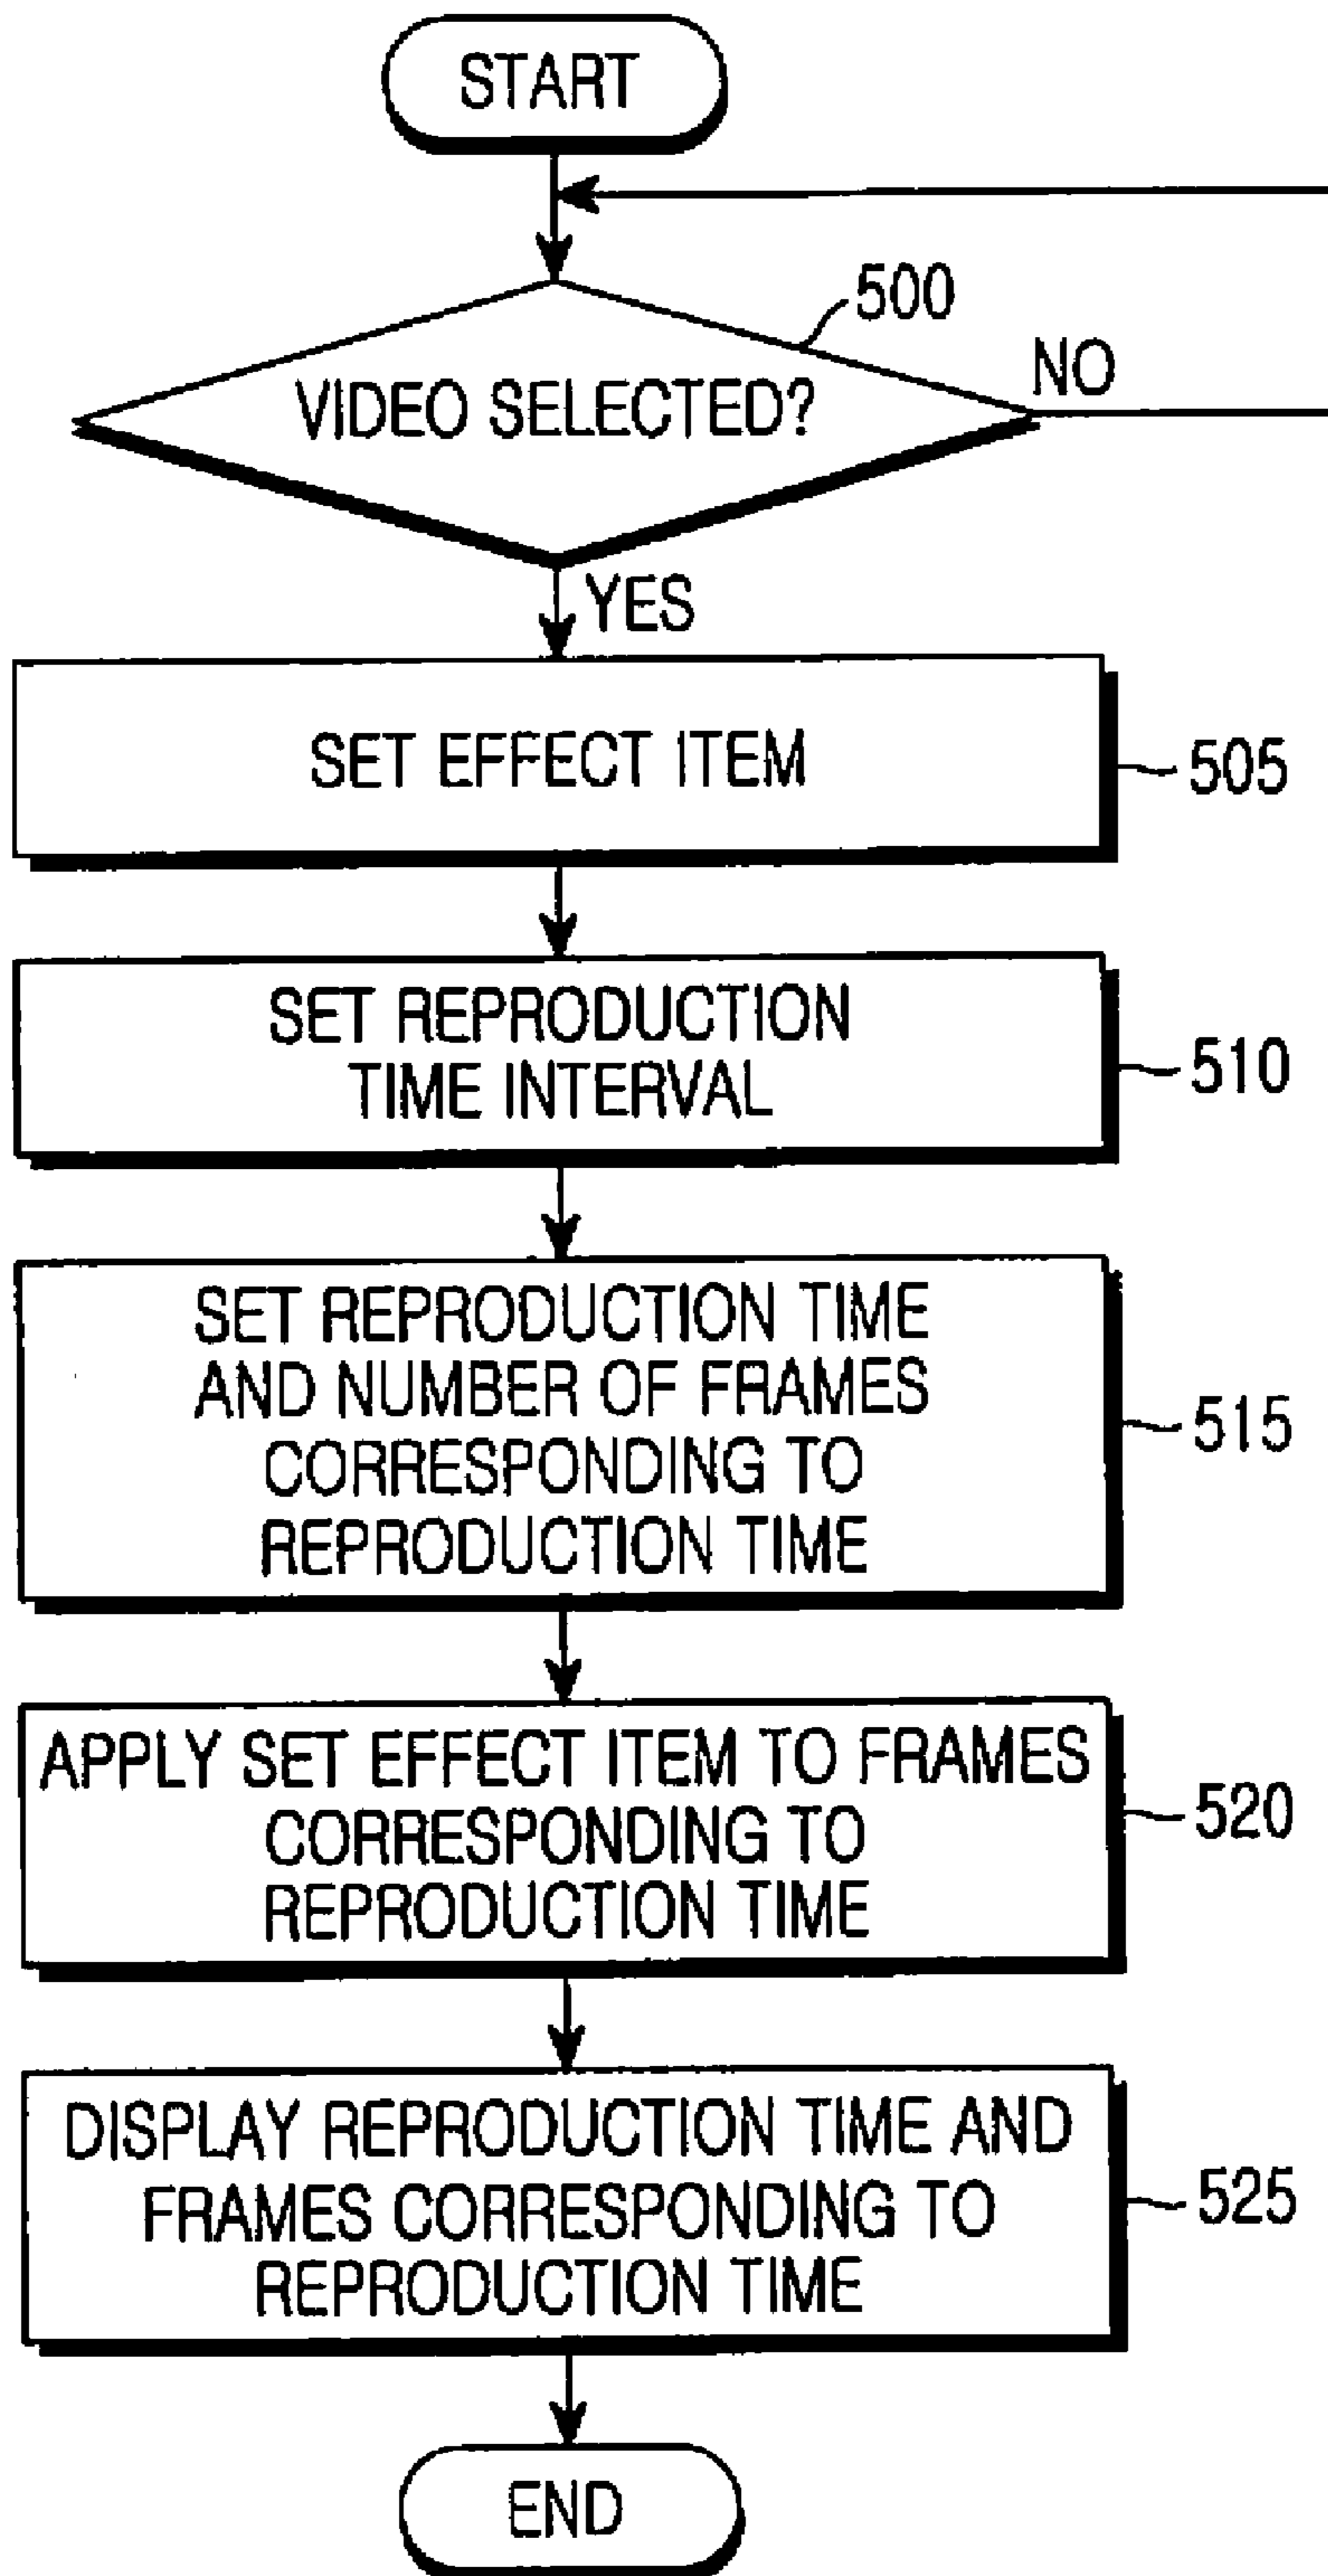 START
500
VIDEO SELECTED?
NO
YES
SET EFFECT ITEM
505
SET REPRODUCTION
TIME INTERVAL
510
SET REPRODUCTION TIME
AND NUMBER OF FRAMES
CORRESPONDING TO
REPRODUCTION TIME
515
APPLY SET EFFECT ITEM TO FRAMES
CORRESPONDING TO
REPRODUCTION TIME
520
DISPLAY REPRODUCTION TIME AND
FRAMES CORRESPONDING TO
REPRODUCTION TIME
525
END